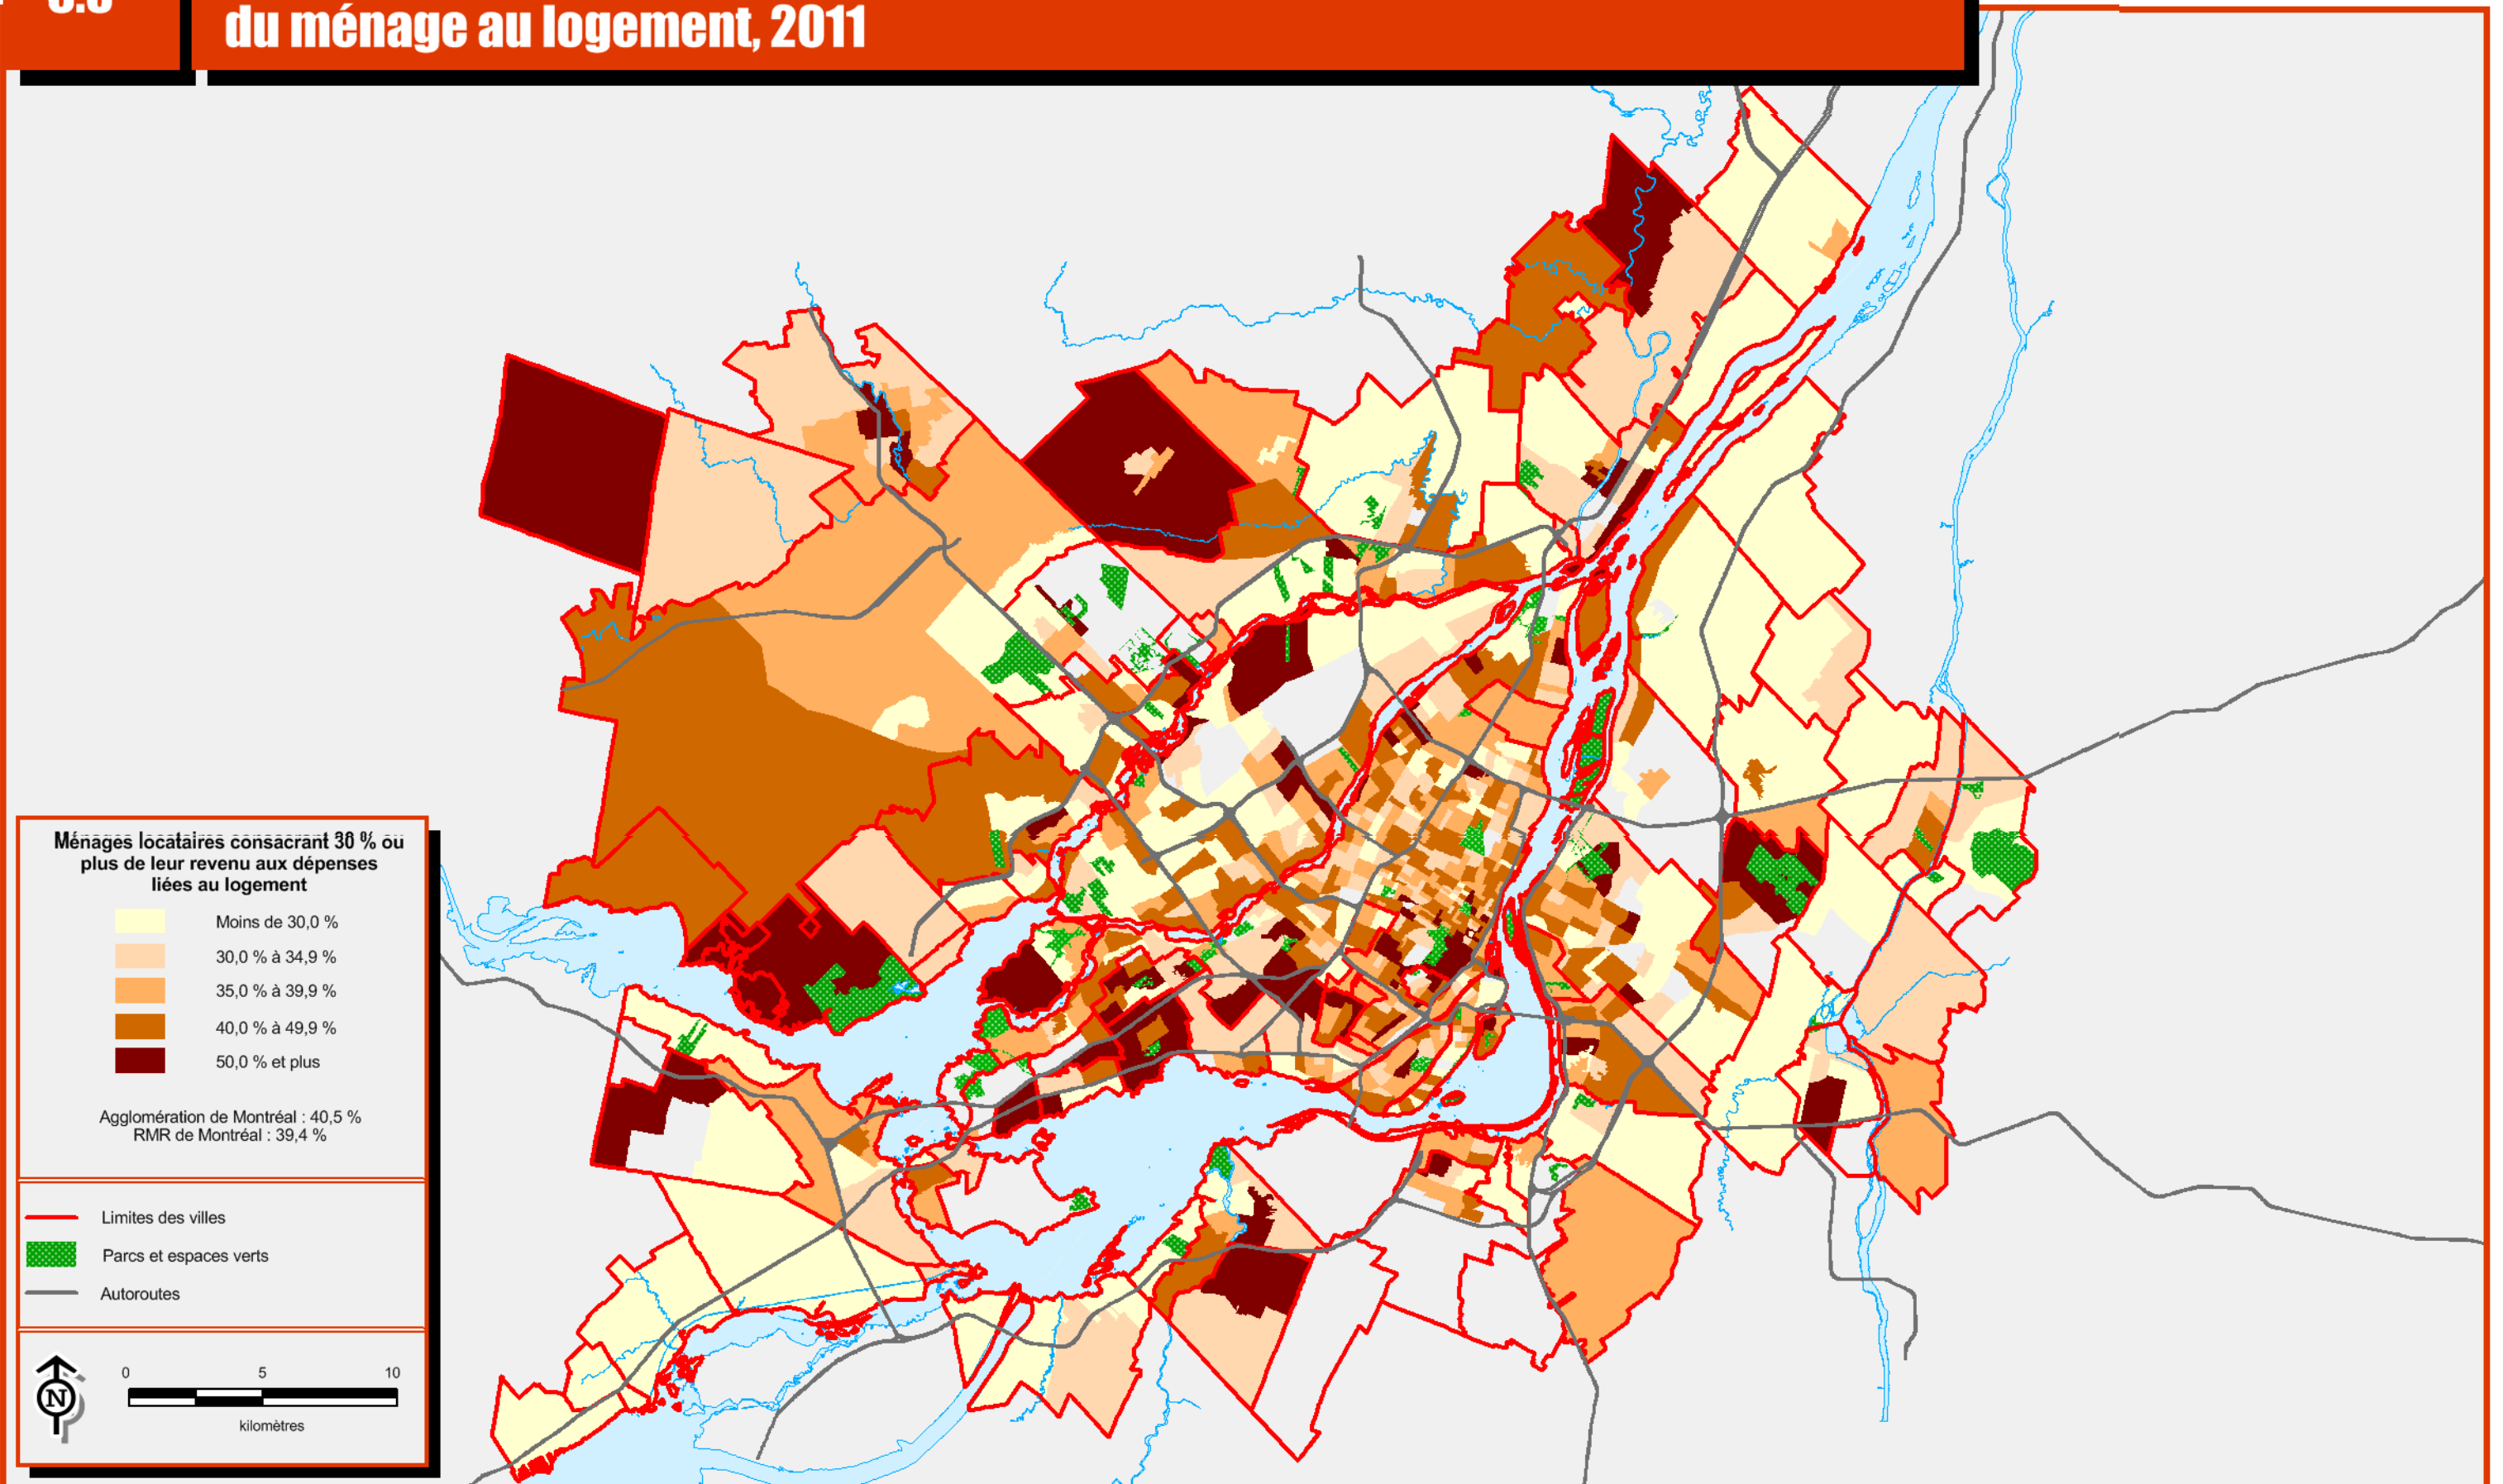 du ménage au logement, 2011
Ménages locataires consacrant 30 % ou
plus de leur revenu aux dépenses
liées au logement
Moins de 30,0 %
30,0 % à 34,9 %
35,0 % à 39,9 %
40,0 % à 49,9 %
50,0 % et plus
Agglomération de Montréal : 40,5 %
RMR de Montréal : 39,4 %
Limites des villes
Parcs et espaces verts
Autoroutes
0 5 10
N
kilomètres